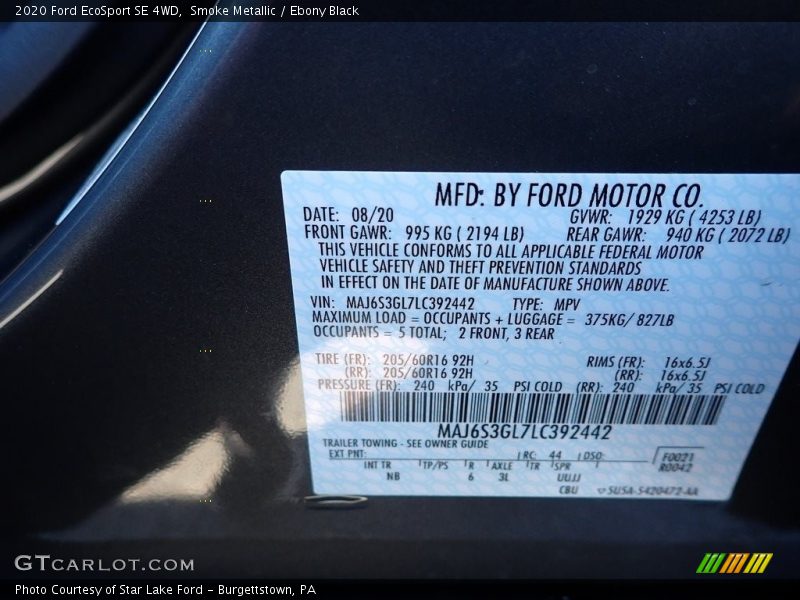 2020 Ford EcoSport SE 4WD, Smoke Metallic / Ebony Black
MFD: BY FORD MOTOR CO.
DATE: 08/20 GVWR: 1929 KG ( 4253 LB)
FRONT GAWR: 995 KG ( 2194 LB) REAR GAWR: 940 KG ( 2072 LB)
THIS VEHICLE CONFORMS TO ALL APPLICABLE FEDERAL MOTOR
VEHICLE SAFETY AND THEFT PREVENTION STANDARDS
IN EFFECT ON THE DATE OF MANUFACTURE SHOWN ABOVE.
VIN: MAJ6S3GL7LC392442 TYPE: MPV
MAXIMUM LOAD = OCCUPANTS + LUGGAGE = 375KG/ 827LB
OCCUPANTS = 5 TOTAL; 2 FRONT, 3 REAR
TIRE (FR): 205/60R16 92H RIMS (FR): 16x6.5J
(RR): 205/60R16 92H (RR): 16x6.5J
PRESSURE (FR): 240 kPa/ 35 PSI COLD (RR): 240 kPa/ 35 PSI COLD
MAJ6S3GL7LC392442
TRAILER TOWING - SEE OWNER GUIDE
EXT PNT: RC: 44 DSO: F0021
R0042
INT TR TP/PS R AXLE TR SPR
NB 6 3L UUJJ
CBU SU5A-5420472-AA
GTCARLOT.COM
Photo Courtesy of Star Lake Ford - Burgettstown, PA